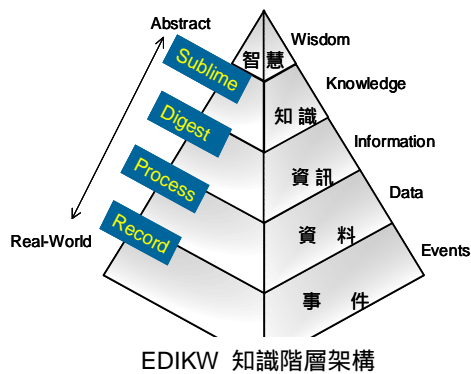 Abstract
Wisdom
智慧
Sublime
Knowledge
知識
Digest
Information
資訊
Process
Data
資料
Record
Real-World
Events
事件
EDIKW 知識階層架構